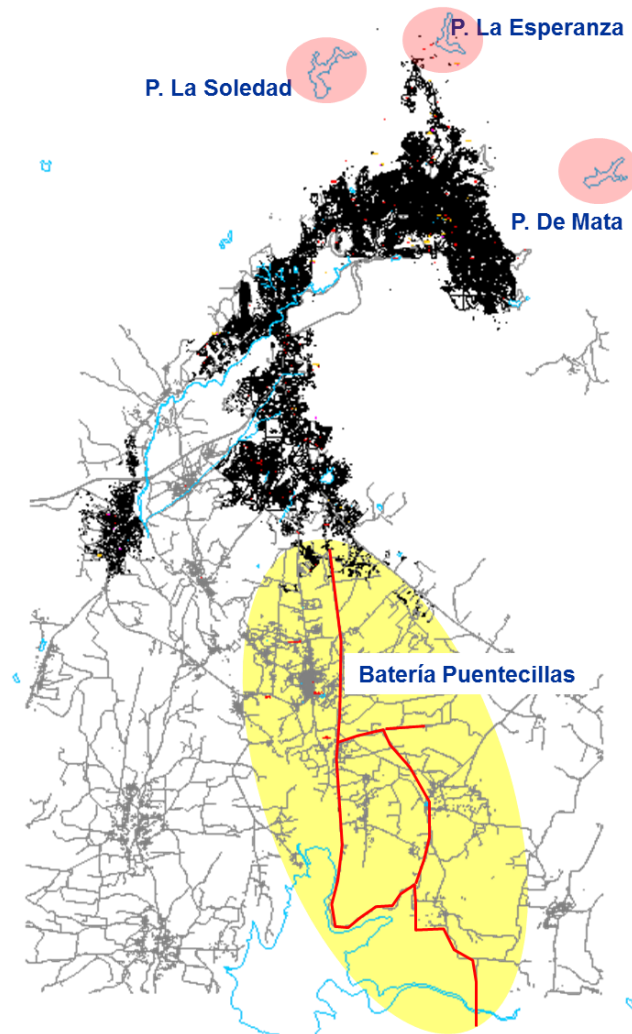 P. La Esperanza
P. La Soledad
P. De Mata
Batería Puentecillas